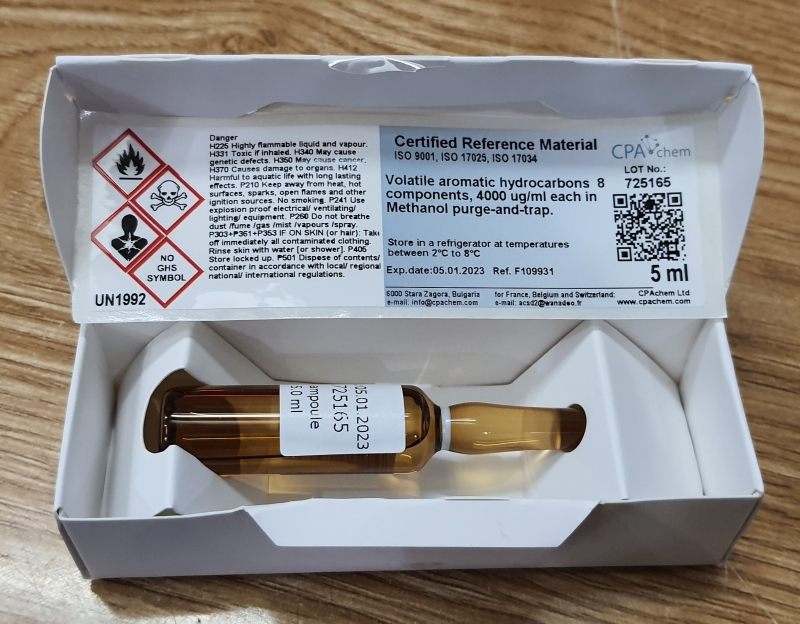 Danger
H225 Highly flammable liquid and vapour.
H331 Toxic if inhaled. H340 May cause
genetic defects. H350 May cause cancer.
H370 Causes damage to organs. H412
Harmful to aquatic life with long lasting
effects. P210 Keep away from heat, hot
surfaces, sparks, open flames and other
ignition sources. No smoking. P241 Use
explosion proof electrical/ ventilating/
lighting/ equipment. P260 Do not breathe
dust /fume /gas /mist /vapours /spray.
P303+P361+P353 IF ON SKIN (or hair): Take
off immediately all contaminated clothing.
Rinse skin with water [or shower]. P405
Store locked up. P501 Dispose of contents/
container in accordance with local/ regional
national/ international regulations.
NO
GHS
SYMBOL
UN1992
Certified Reference Material
ISO 9001, ISO 17025, ISO 17034
CPAchem
LOT No.:
725165
Volatile aromatic hydrocarbons 8
components, 4000 ug/ml each in
Methanol purge-and-trap.
Store in a refrigerator at temperatures
between 2°C to 8°C
Exp.date:05.01.2023 Ref. F109931
5 ml
6000 Stara Zagora, Bulgaria
e-mail: info@cpachem.com
for France, Belgium and Switzerland:
e-mail: acsd2@wanadoo.fr
CPAchem Ltd
www.cpachem.com
05.01.2023
725165
ampoule
5.0 ml